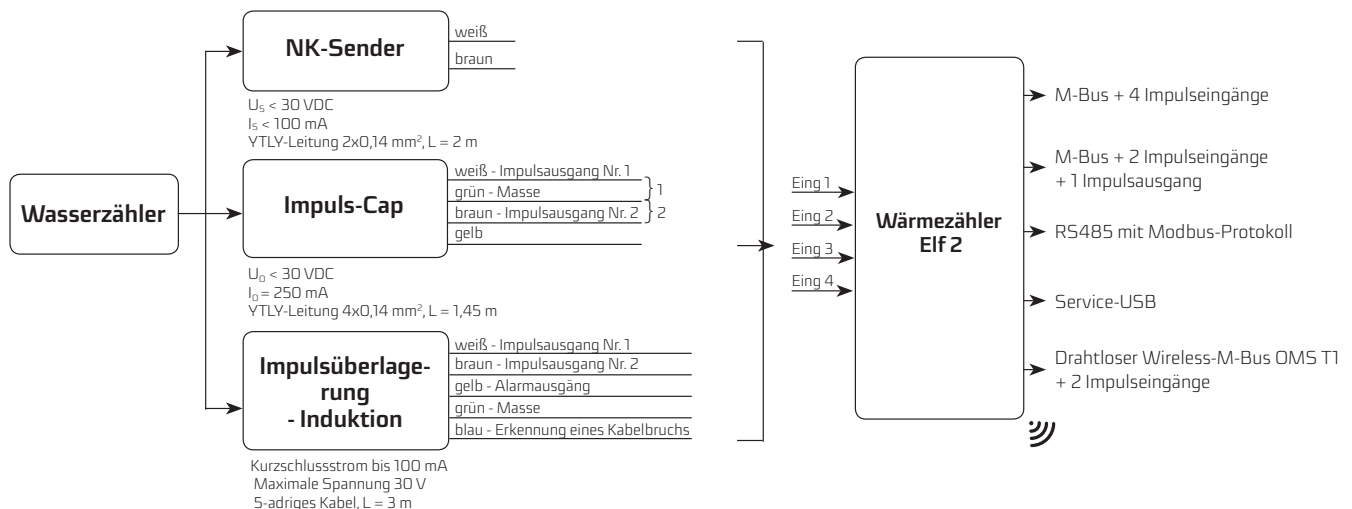 Wasserzähler
NK-Sender
weiß
braun
U_S < 30 VDC
I_S < 100 mA
YTLY-Leitung 2x0,14 mm², L = 2 m
Impuls-Cap
weiß - Impulsausgang Nr. 1
grün - Masse
1
braun - Impulsausgang Nr. 2
2
gelb
U_O < 30 VDC
I_O = 250 mA
YTLY-Leitung 4x0,14 mm², L = 1,45 m
Impulsüberlage-
rung
- Induktion
weiß - Impulsausgang Nr. 1
braun - Impulsausgang Nr. 2
gelb - Alarmausgäng
grün - Masse
blau - Erkennung eines Kabelbruchs
Kurzschlussstrom bis 100 mA
Maximale Spannung 30 V
5-adriges Kabel, L = 3 m
Eing 1
Eing 2
Eing 3
Eing 4
Wärmezähler
Elf 2
M-Bus + 4 Impulseingänge
M-Bus + 2 Impulseingänge
+ 1 Impulsausgang
RS485 mit Modbus-Protokoll
Service-USB
Drahtloser Wireless-M-Bus OMS T1
+ 2 Impulseingänge